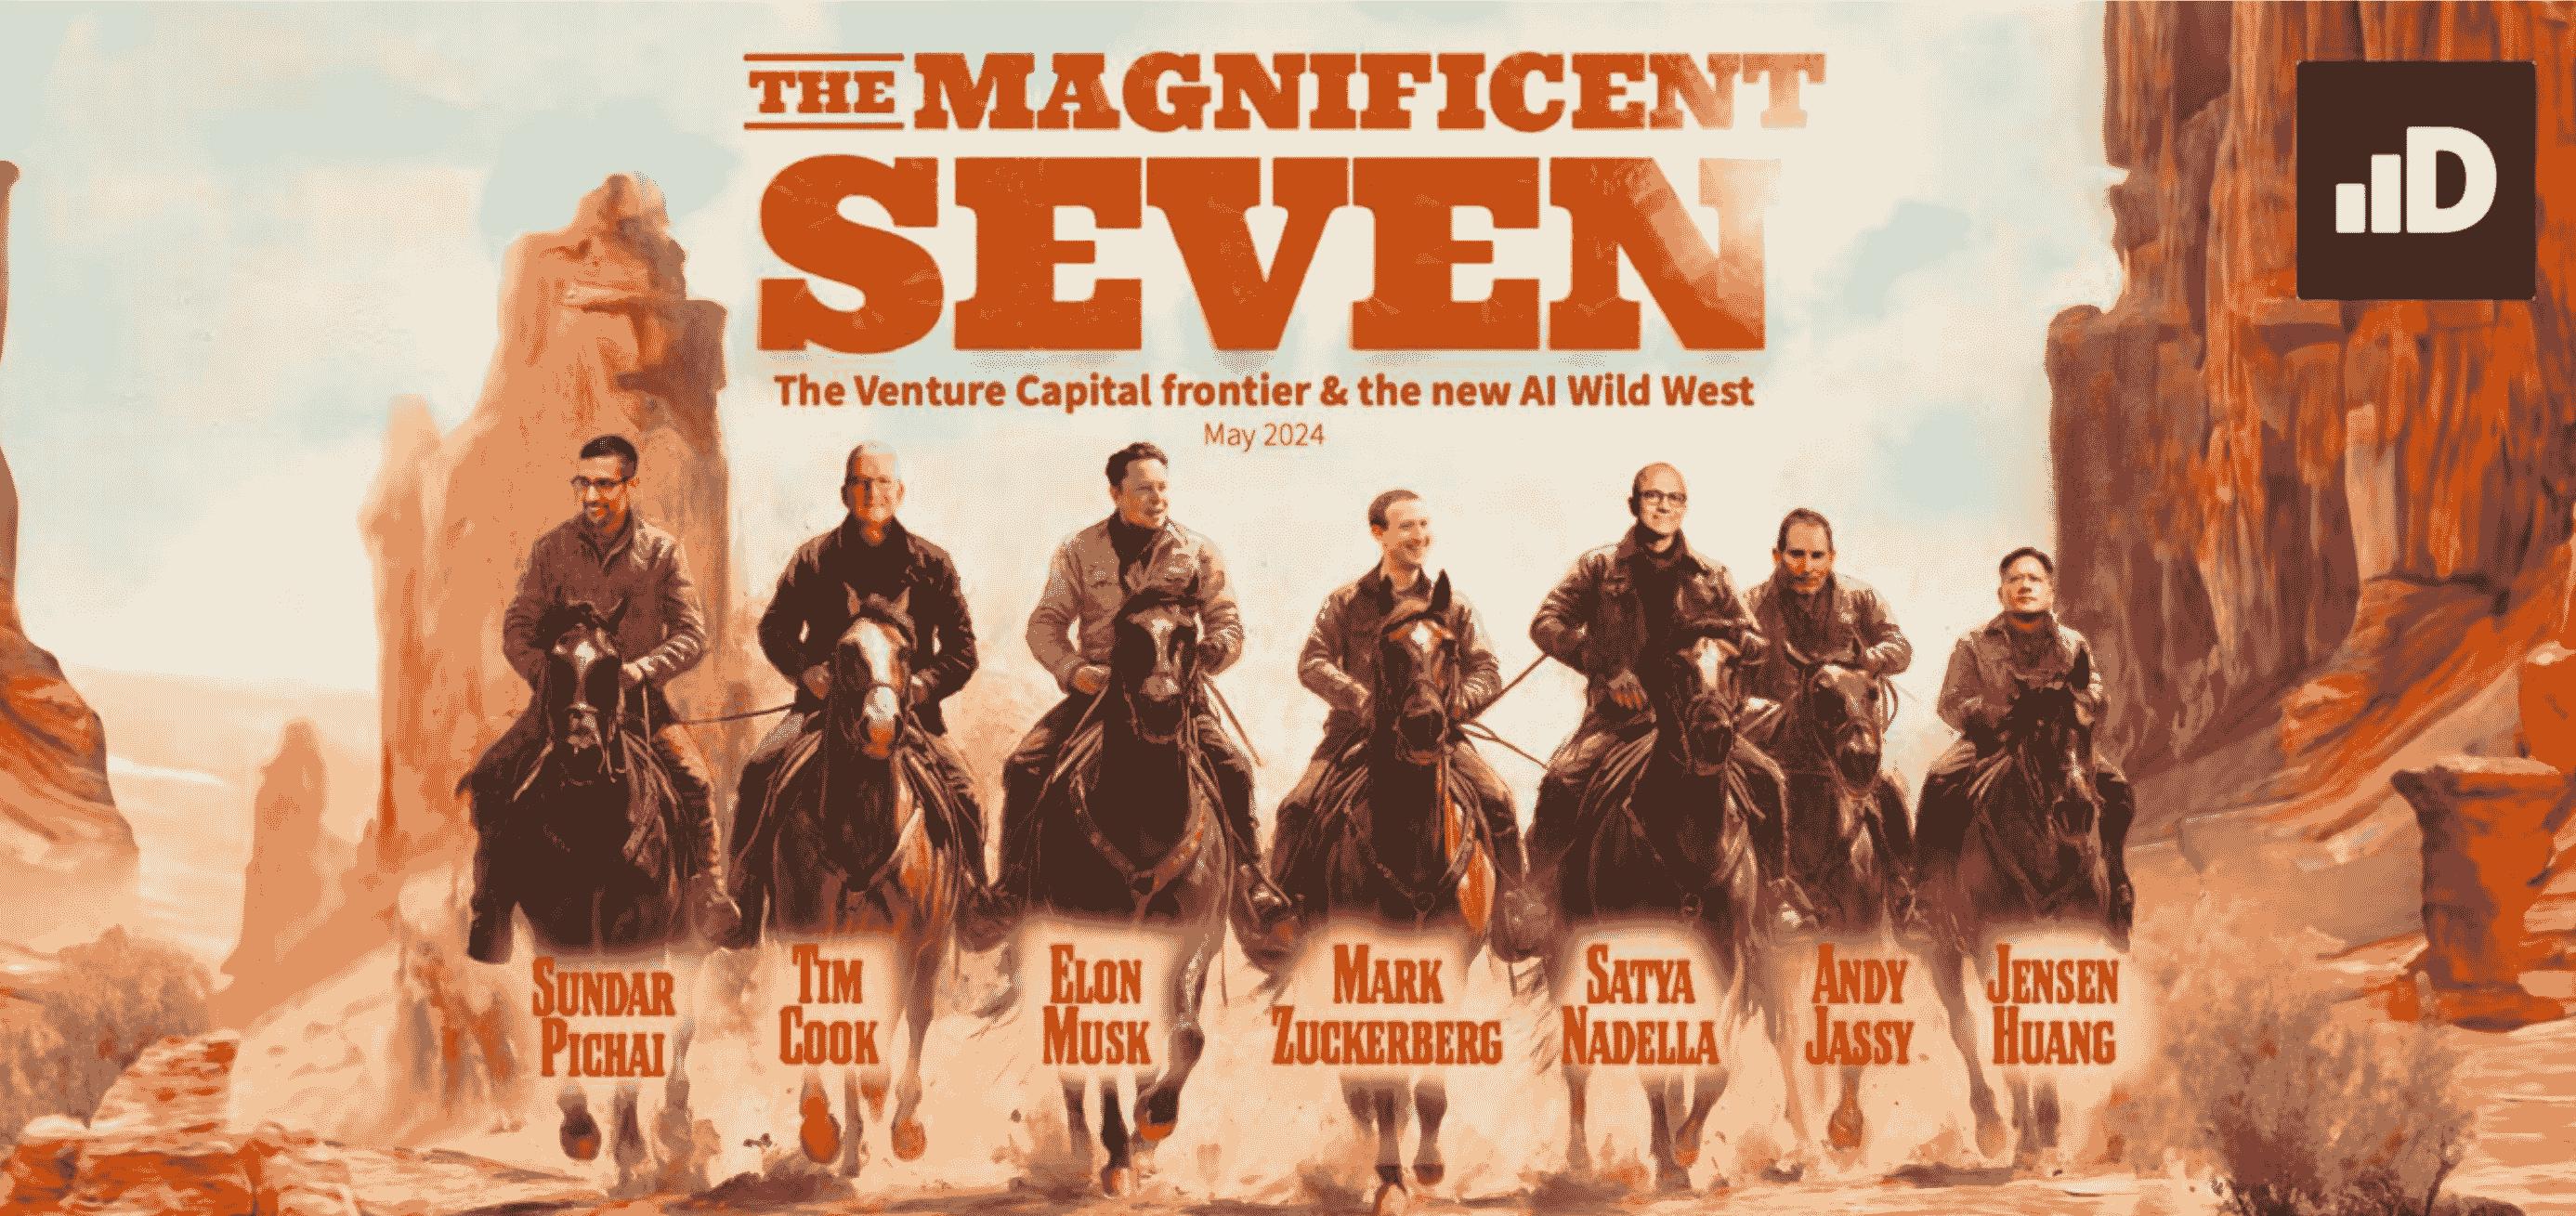 THE MAGNIFICENT
SEVEN
The Venture Capital frontier & the new AI Wild West
May 2024
D
SUNDAR
PICHAI
TIM
COOK
ELON
MUSK
MARK
ZUCKERBERG
SATYA
NADELLA
ANDY
JASSY
JENSEN
HUANG